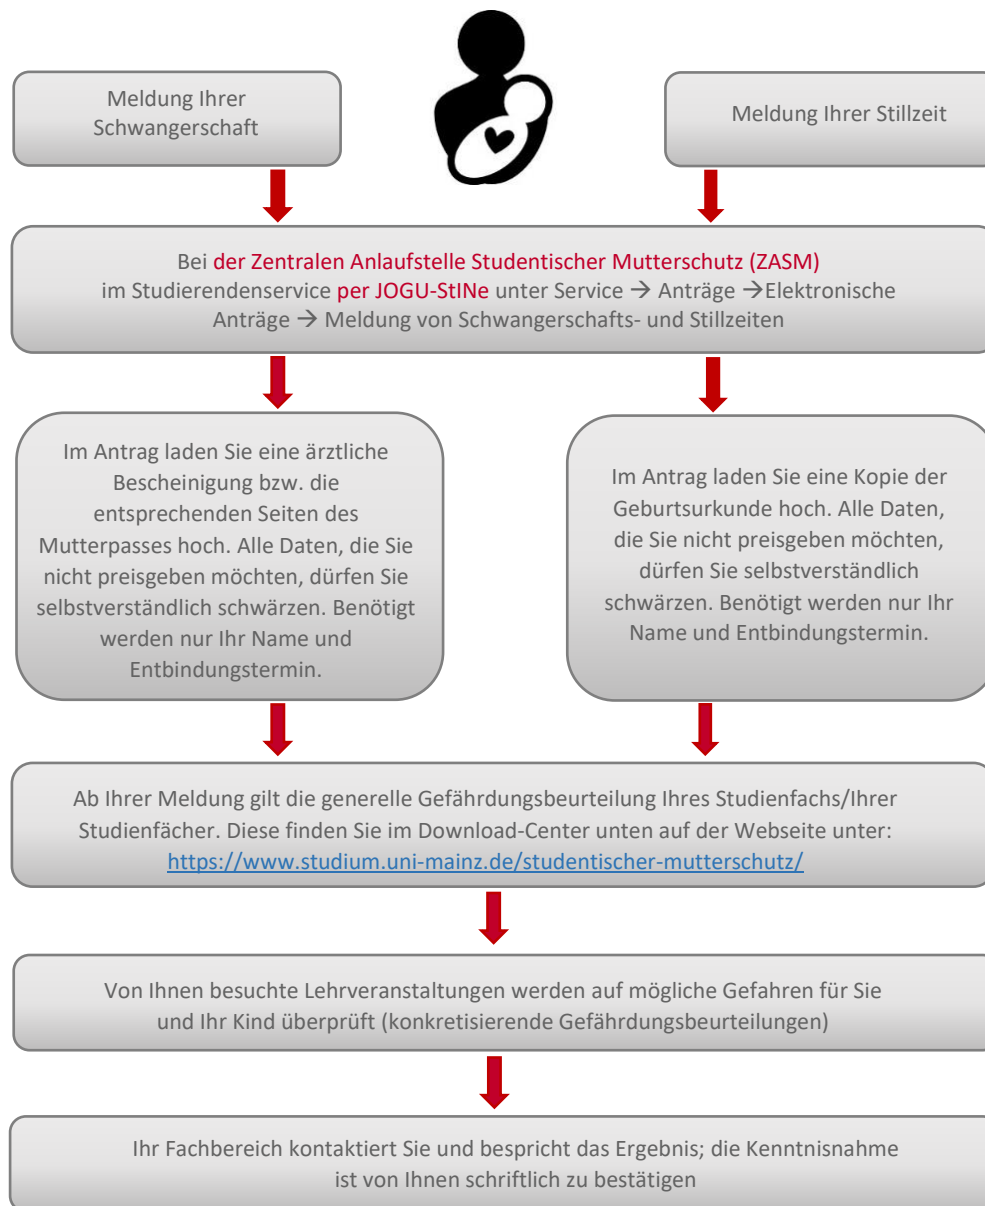 Meldung Ihrer
Schwangerschaft
Meldung Ihrer Stillzeit
Bei der Zentralen Anlaufstelle Studentischer Mutterschutz (ZASM)
im Studierendenservice per JOGU-StINe unter Service → Anträge →Elektronische
Anträge → Meldung von Schwangerschafts- und Stillzeiten
Im Antrag laden Sie eine ärztliche
Bescheinigung bzw. die
entsprechenden Seiten des
Mutterpasses hoch. Alle Daten, die Sie
nicht preisgeben möchten, dürfen Sie
selbstverständlich schwärzen. Benötigt
werden nur Ihr Name und
Entbindungstermin.
Im Antrag laden Sie eine Kopie der
Geburtsurkunde hoch. Alle Daten,
die Sie nicht preisgeben möchten,
dürfen Sie selbstverständlich
schwärzen. Benötigt werden nur Ihr
Name und Entbindungstermin.
Ab Ihrer Meldung gilt die generelle Gefährdungsbeurteilung Ihres Studienfachs/Ihrer
Studienfächer. Diese finden Sie im Download-Center unten auf der Webseite unter:
https://www.studium.uni-mainz.de/studentischer-mutterschutz/
Von Ihnen besuchte Lehrveranstaltungen werden auf mögliche Gefahren für Sie
und Ihr Kind überprüft (konkretisierende Gefährdungsbeurteilungen)
Ihr Fachbereich kontaktiert Sie und bespricht das Ergebnis; die Kenntnisnahme
ist von Ihnen schriftlich zu bestätigen